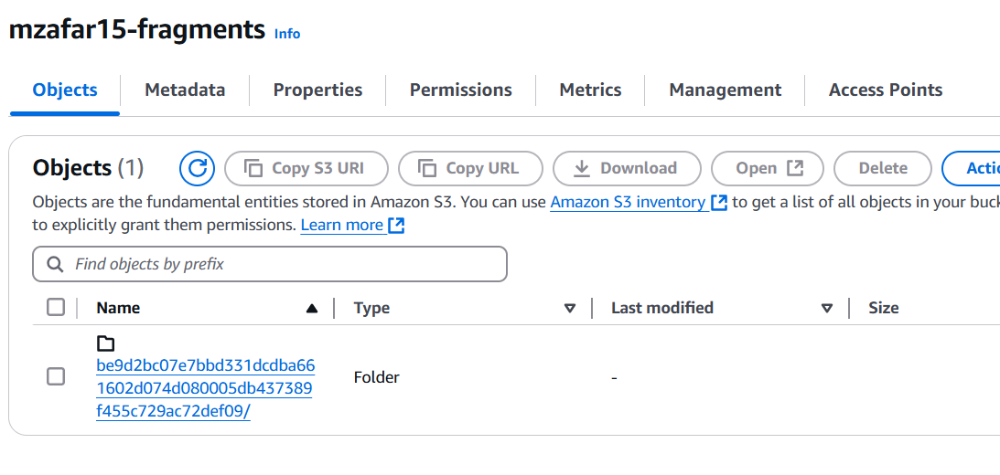 mzafar15-fragments Info
Objects Metadata Properties Permissions Metrics Management Access Points
Objects (1) Copy S3 URI Copy URL Download Open Delete
Objects are the fundamental entities stored in Amazon S3. You can use Amazon S3 inventory to get a list of all objects in your
to explicitly grant them permissions. Learn more
Find objects by prefix
Name Type Last modified Size
be9d2bc07e7bbd331dcdba66
1602d074d080005db437389
f455c729ac72def09/
Folder -